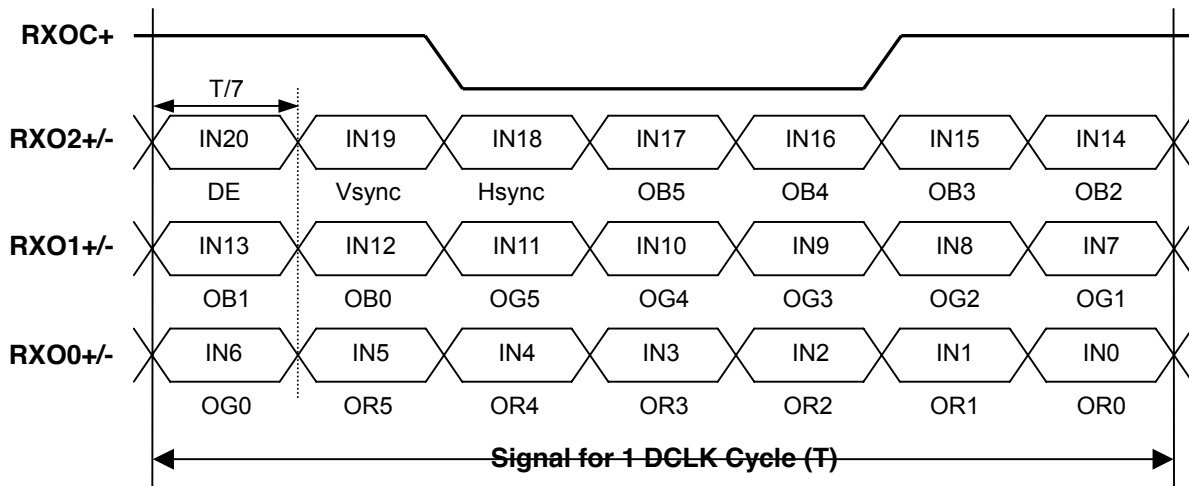 RXOC+
T/7
RXO2+/- IN20 IN19 IN18 IN17 IN16 IN15 IN14
DE Vsync Hsync OB5 OB4 OB3 OB2
RXO1+/- IN13 IN12 IN11 IN10 IN9 IN8 IN7
OB1 OB0 OG5 OG4 OG3 OG2 OG1
RXO0+/- IN6 IN5 IN4 IN3 IN2 IN1 IN0
OG0 OR5 OR4 OR3 OR2 OR1 OR0
Signal for 1 DCLK Cycle (T)